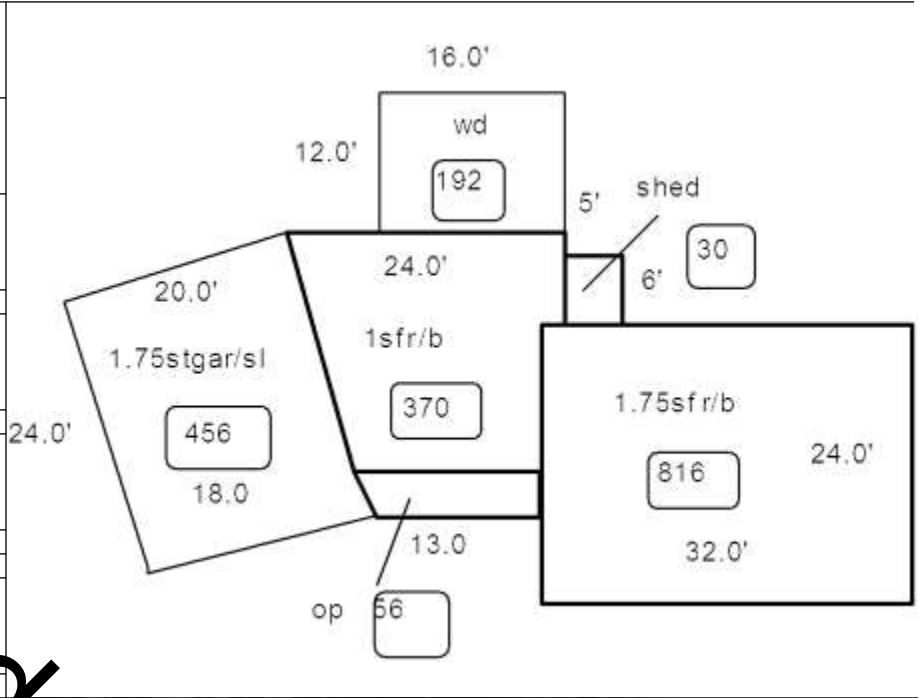 16.0'
wd
12.0'
192
shed
5'
30
24.0'
20.0'
6'
1sfr/b
1.75stgar/sl
370
1.75sfr/b
456
24.0'
24.0'
816
18.0
13.0
32.0'
op
56